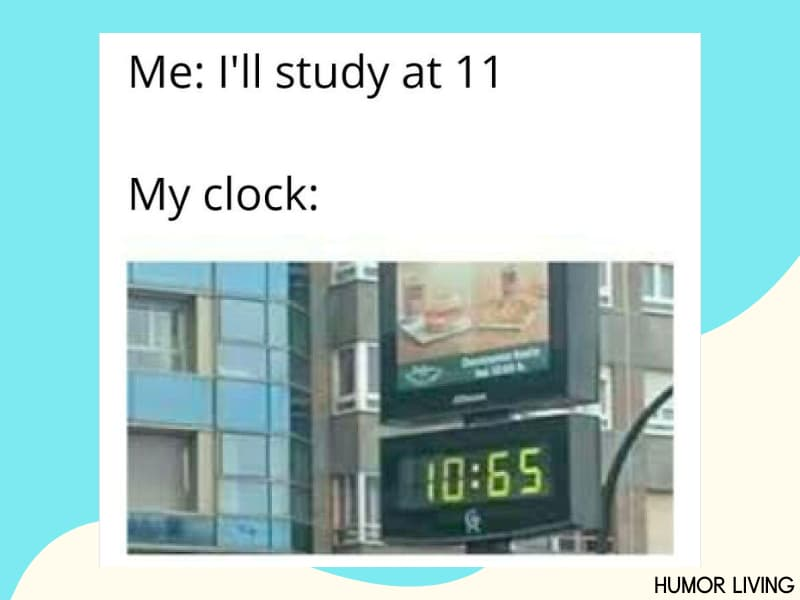 Me: I'll study at 11
My clock:
10:65
HUMOR LIVING